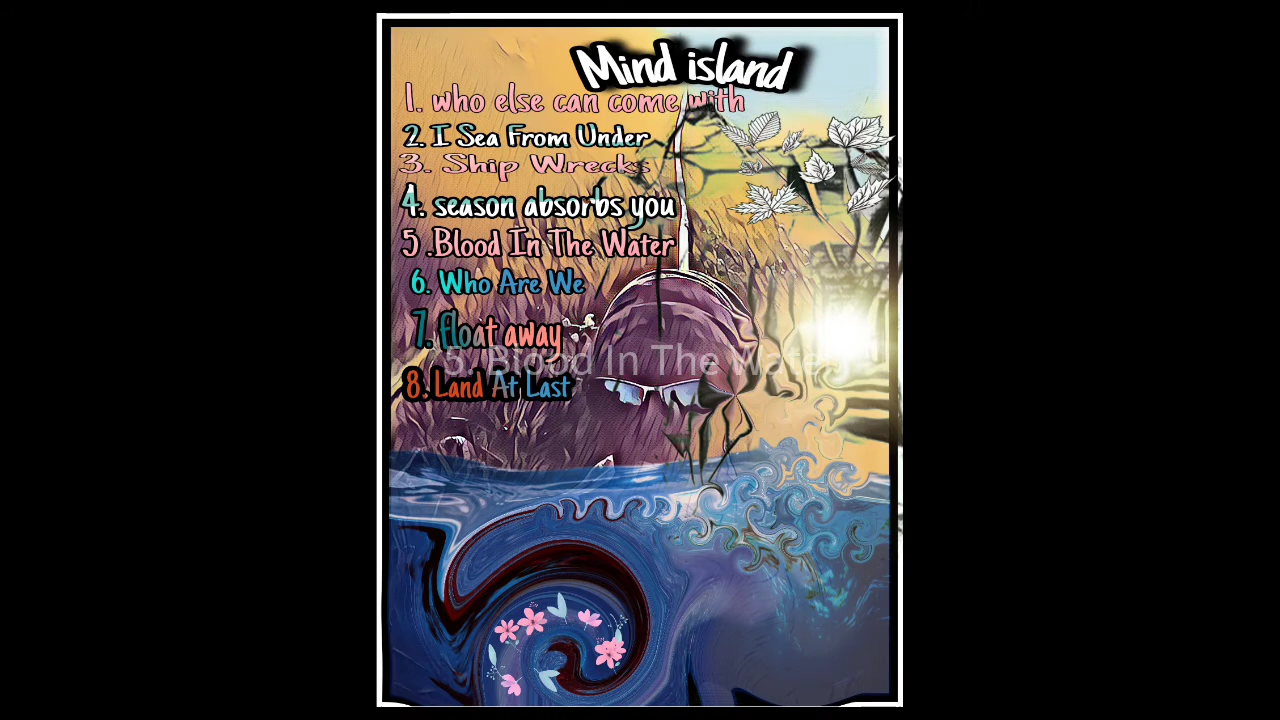 Mind island
1. who else can come with
2. I Sea From Under
3. Ship Wrecks
4. season absorbs you
5 .Blood In The Water
6. Who Are We
7. float away
5. Blood In The Water
8. Land At Last